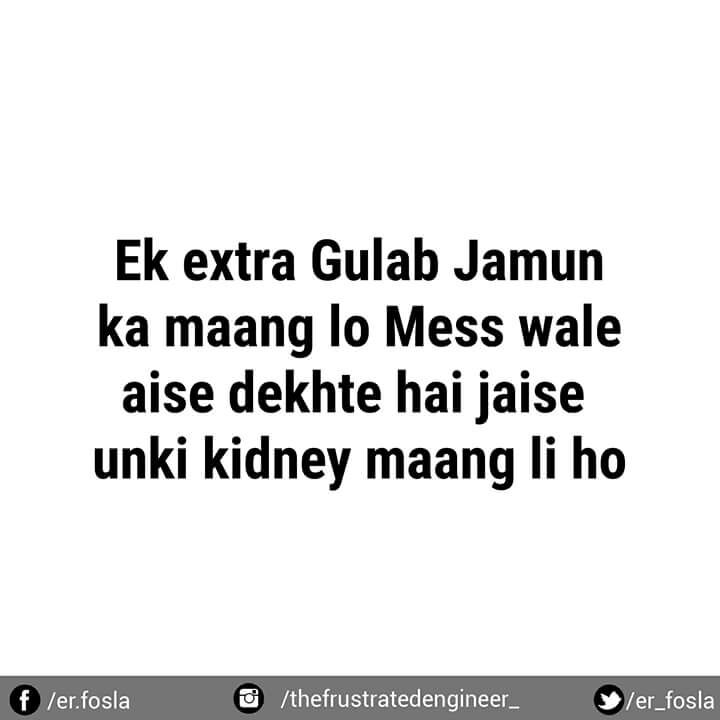 Ek extra Gulab Jamun
ka maang lo Mess wale
aise dekhte hai jaise
unki kidney maang li ho
/er.fosla /thefrustratedengineer_ /er_fosla